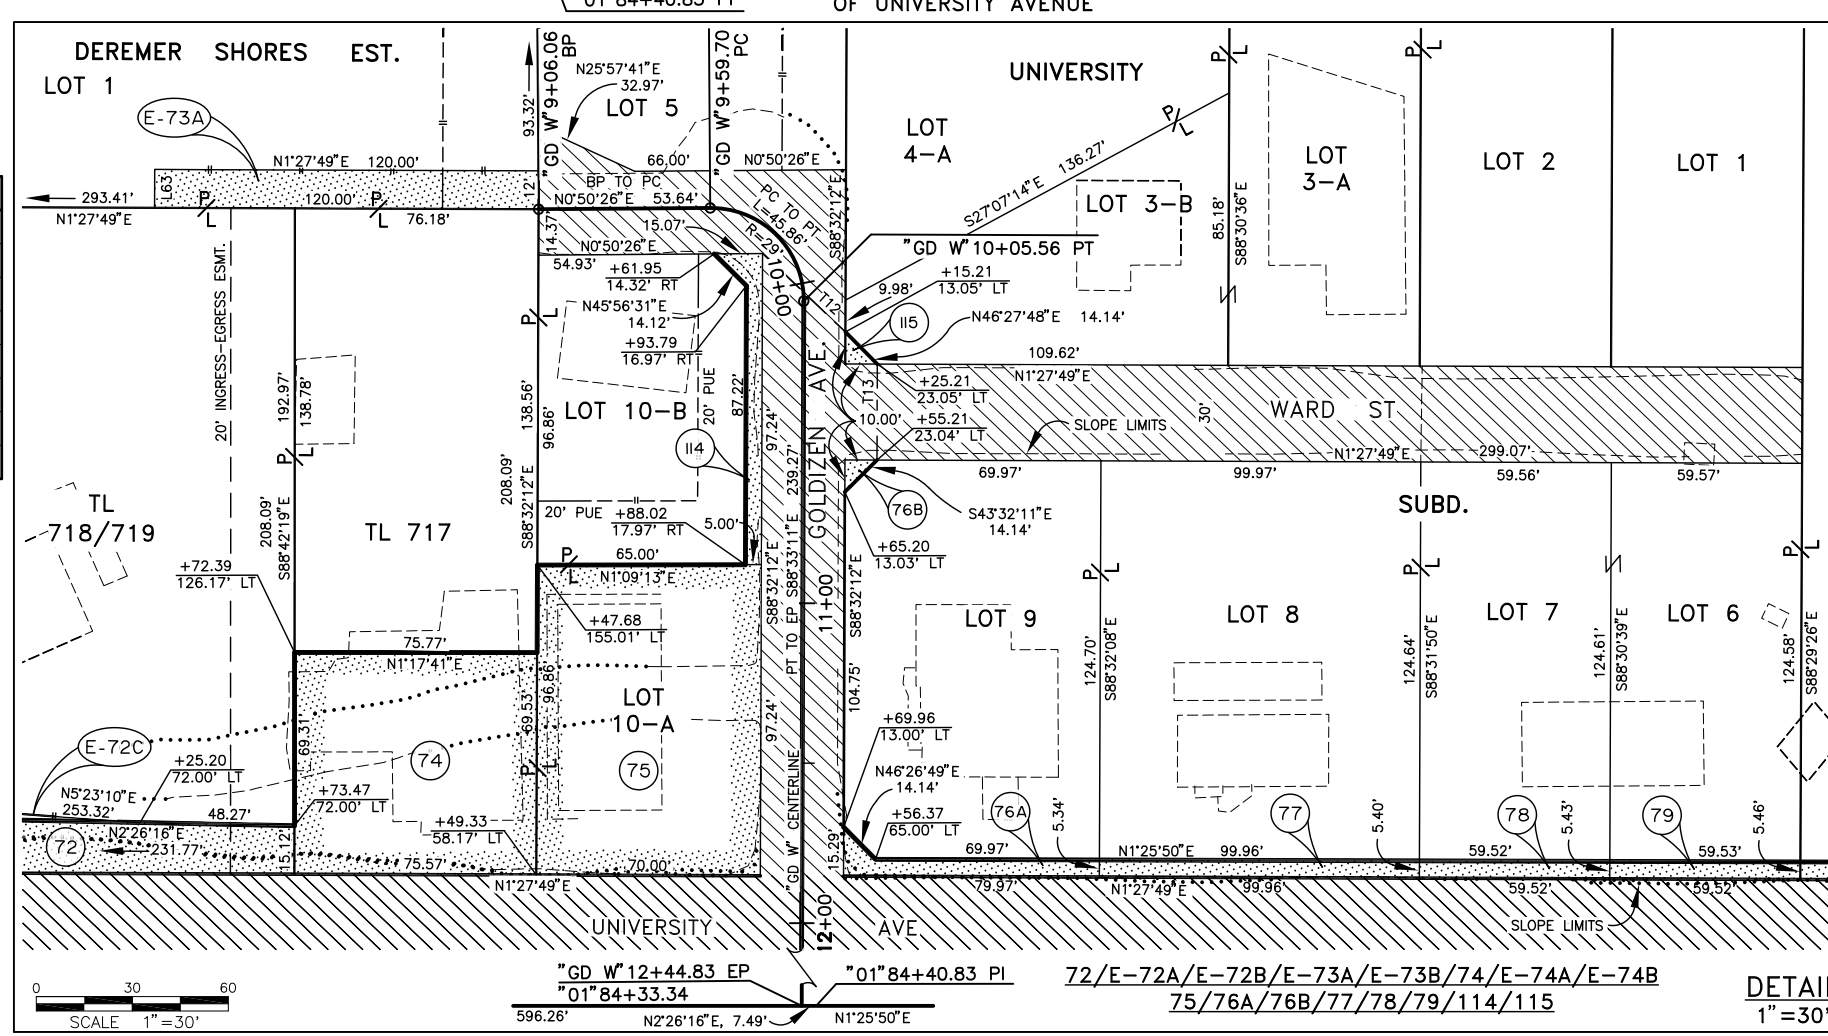 "01"84+40.83 PT
OF UNIVERSITY AVENUE
DEREMER SHORES EST.
LOT 1
E-73A
N1°27'49"E 120.00'
293.41'
N1°27'49"E
L63
P/L
120.00'
P/L
76.18'
93.32'
12'
"GD W" 9+06.06
BP
N25°57'41"E
32.97'
LOT 5
"GD W" 9+59.70
PC
66.00'
N0°50'26"E
BP TO PC
N0°50'26"E 53.64'
PC TO PT
L=45.86'
R=29'
14.37'
15.07'
N0°50'26"E
54.93'
+61.95
14.32' RT
N45°56'31"E
14.12'
+93.79
16.97' RT
10+00
T12
S88°32'12"E
UNIVERSITY
LOT
4-A
S27°07'14"E 136.27'
P/L
P/L
P/L
LOT 3-B
85.18'
S88°30'36"E
LOT
3-A
LOT 2
LOT 1
"GD W" 10+05.56 PT
+15.21
13.05' LT
9.98'
115
N46°27'48"E 14.14'
109.62'
N1°27'49"E
T13
+25.21
23.05' LT
10.00'
+55.21
23.04' LT
SLOPE LIMITS
30'
WARD ST
N1°27'49"E
299.07'
69.97'
99.97'
59.56'
59.57'
20' INGRESS-EGRESS ESMT.
192.97'
138.78'
P/L
P/L
138.56'
96.86'
LOT 10-B
20' PUE
87.22'
114
97.24'
239.27'
GOLDIZEN AVE.
208.09'
S88°32'12"E
20' PUE
+88.02
17.97' RT
5.00'
TL
718/719
208.09'
S88°42'19"E
TL 717
76B
S43°32'11"E
14.14'
SUBD.
+65.20
13.03' LT
+72.39
126.17' LT
P/L
65.00'
N1°09'13"E
S88°32'12"E
PT TO EP S88°33'11"E
11+00
S88°32'12"E
P/L
P/L
P/L
+47.68
155.01' LT
LOT 9
LOT 8
LOT 7
LOT 6
75.77'
N1°17'41"E
124.70'
S88°32'08"E
124.64'
S88°31'50"E
124.61'
S88°30'39"E
124.58'
S88°29'26"E
69.31'
69.53'
96.86'
LOT
10-A
97.24'
104.75'
E-72C
+25.20
72.00' LT
74
75
P/L
+69.96
13.00' LT
N5°23'10"E
253.32'
48.27'
+73.47
72.00' LT
N46°26'49"E
14.14'
N2°26'16"E
231.77'
72
15.12'
+49.33
58.17' LT
75.57'
70.00'
N1°27'49"E
"GD W" CENTERLINE
15.29'
+56.37
65.00' LT
76A
5.34'
77
5.40'
78
5.43'
79
5.46'
69.97'
N1°25'50"E
99.96'
59.52'
59.53'
79.97'
N1°27'49"E
99.96'
59.52'
59.52'
UNIVERSITY AVE
12+00
SLOPE LIMITS
0 30 60
SCALE 1"=30'
"GD W" 12+44.83 EP
"01"84+33.34
"01"84+40.83 PI
596.26'
N2°26'16"E, 7.49'
N1°25'50"E
72/E-72A/E-72B/E-73A/E-73B/74/E-74A/E-74B
75/76A/76B/77/78/79/114/115
DETAIL
1"=30'